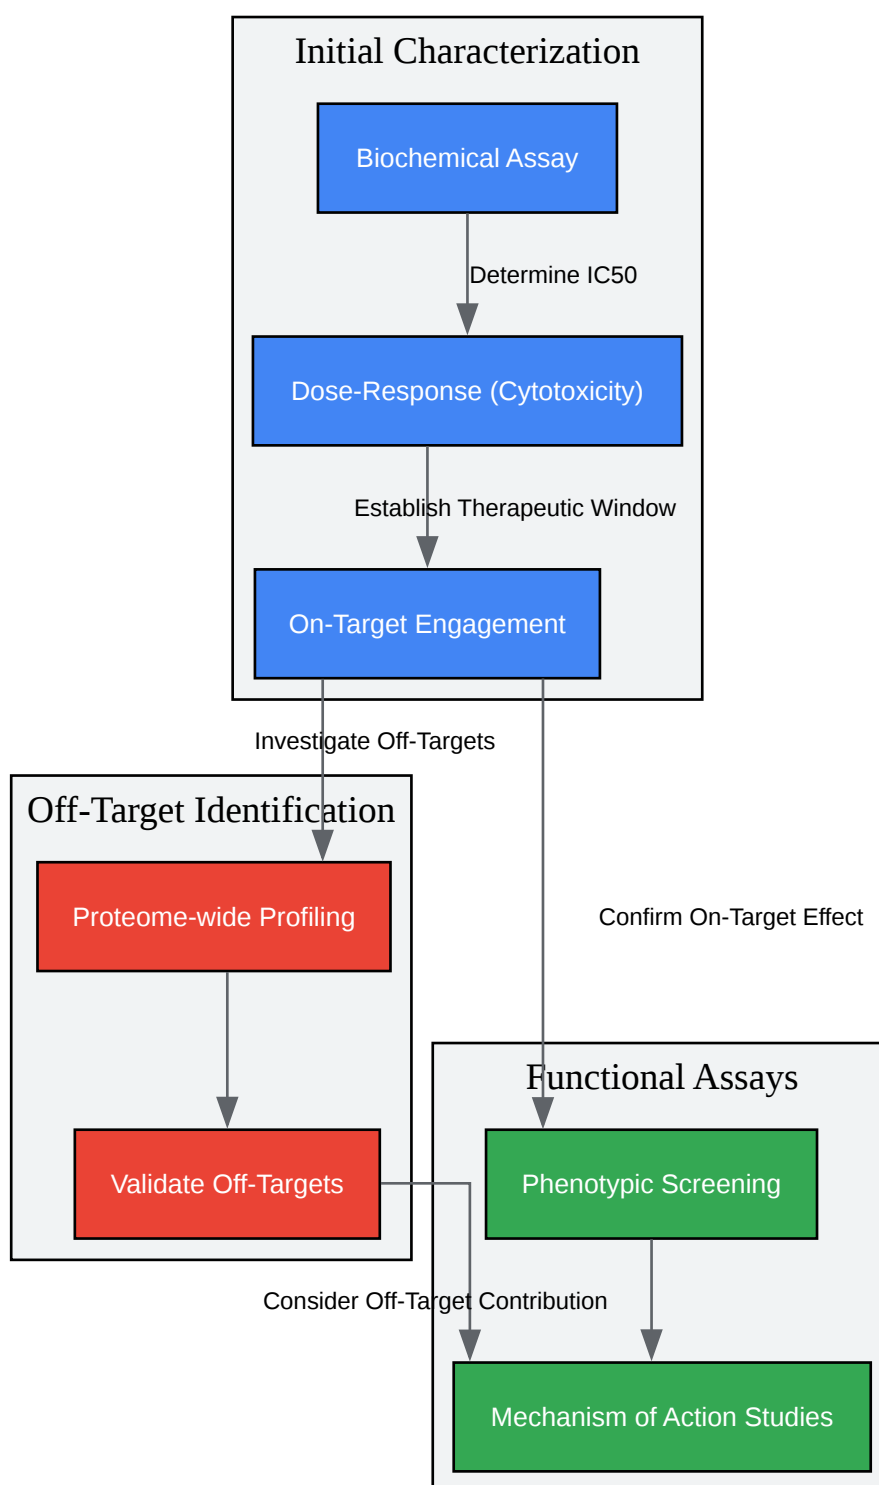 Initial Characterization
Biochemical Assay
Determine IC50
Dose-Response (Cytotoxicity)
Establish Therapeutic Window
On-Target Engagement
Investigate Off-Targets
Off-Target Identification
Proteome-wide Profiling
Confirm On-Target Effect
Functional Assays
Validate Off-Targets
Phenotypic Screening
Consider Off-Target Contribution
Mechanism of Action Studies